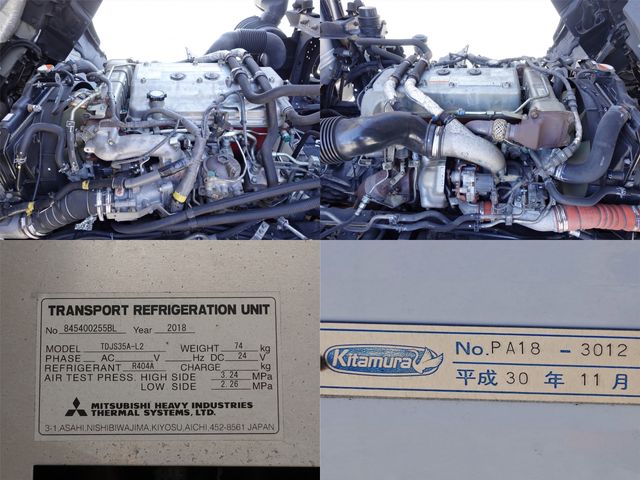 TRANSPORT REFRIGERATION UNIT
No. 845400255BL Year 2018
MODEL TDJS35A-L2 WEIGHT 74 kg
PHASE AC V Hz DC 24 V
REFRIGERANT R404A CHARGE kg
AIR TEST PRESS. HIGH SIDE 3.24 MPa
LOW SIDE 2.26 MPa
MITSUBISHI HEAVY INDUSTRIES
THERMAL SYSTEMS, LTD.
3-1, ASAHI, NISHIBIWAJIMA, KIYOSU, AICHI, 452-8561 JAPAN
Kitamura
No. PA18 - 3012
平成 30 年 11 月